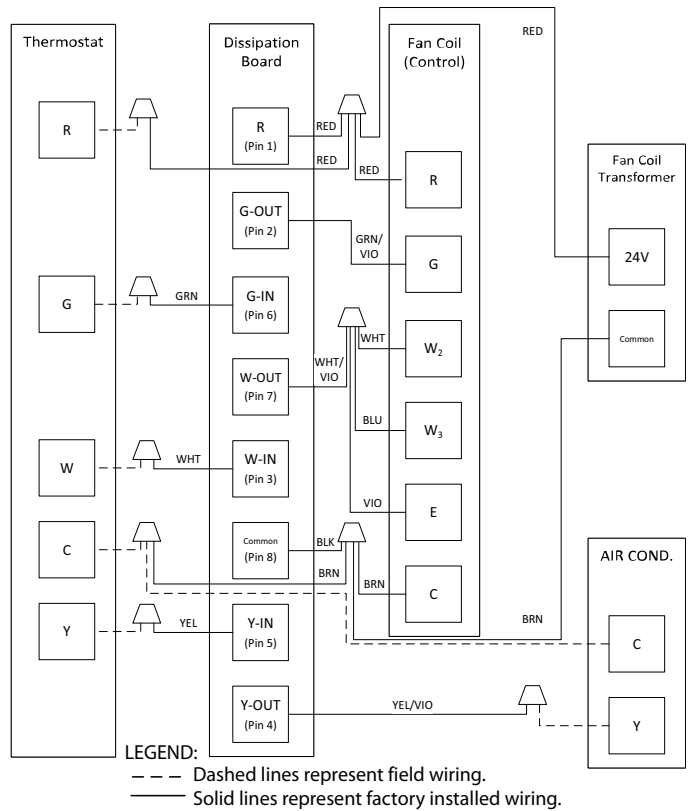 Thermostat
R
G
W
C
Y
Dissipation
Board
R
(Pin 1)
G-OUT
(Pin 2)
G-IN
(Pin 6)
W-OUT
(Pin 7)
W-IN
(Pin 3)
Common
(Pin 8)
Y-IN
(Pin 5)
Y-OUT
(Pin 4)
GRN
WHT
YEL
RED
RED
RED
GRN/
VIO
WHT/
VIO
WHT
BLU
VIO
BLK
BRN
BRN
YEL/VIO
Fan Coil
(Control)
R
G
W2
W3
E
C
RED
BRN
Fan Coil
Transformer
24V
Common
AIR COND.
C
Y
LEGEND:
Dashed lines represent field wiring.
Solid lines represent factory installed wiring.